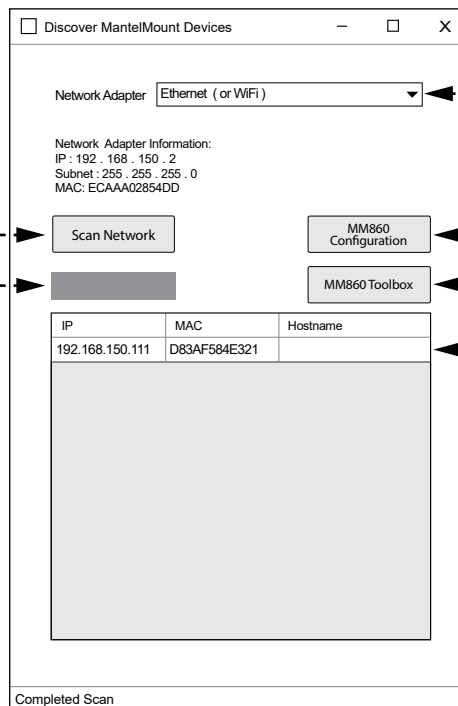 Discover MantelMount Devices
X
Network Adapter
Ethernet ( or WiFi )
Network Adapter Information:
IP : 192 . 168 . 150 . 2
Subnet : 255 . 255 . 255 . 0
MAC: ECAAA02854DD
Scan Network
MM860
Configuration
MM860 Toolbox
IP MAC Hostname
192.168.150.111 D83AF584E321
Completed Scan